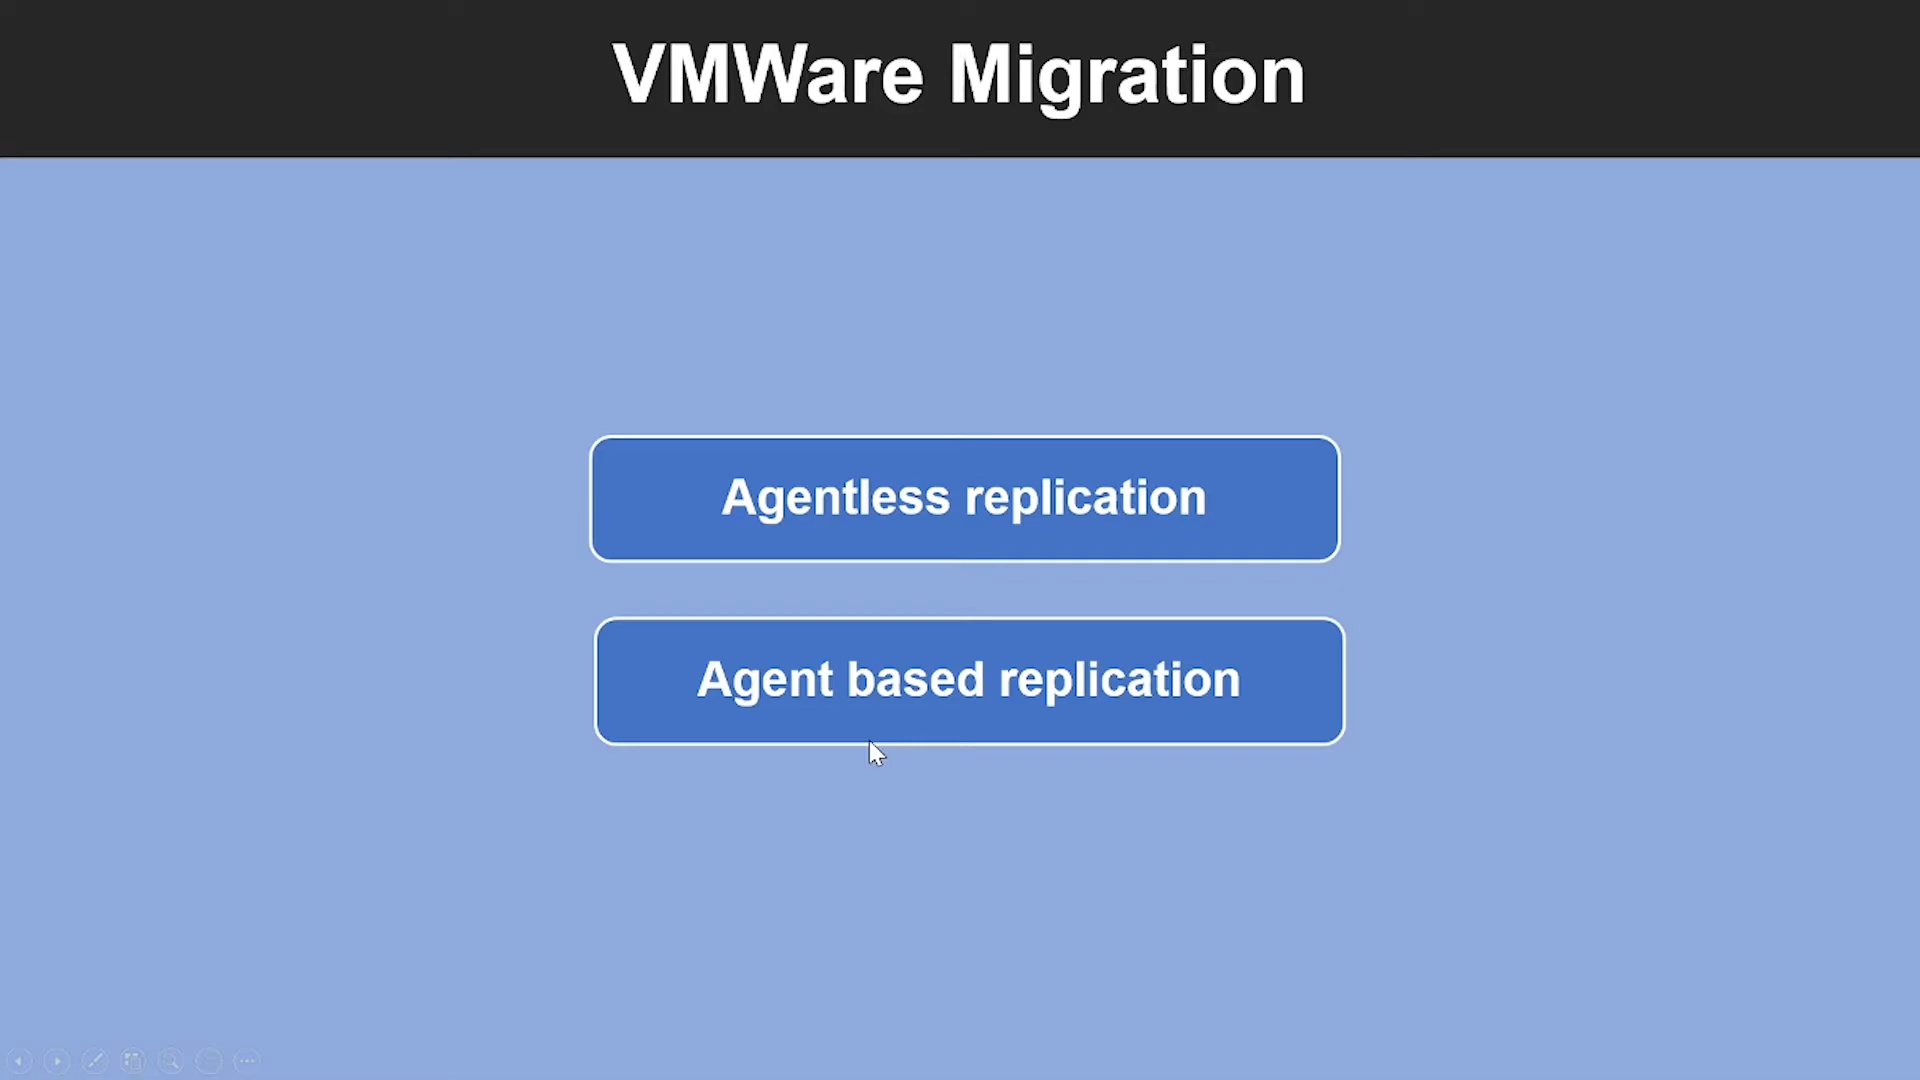 VMWare Migration
Agentless replication
Agent based replication